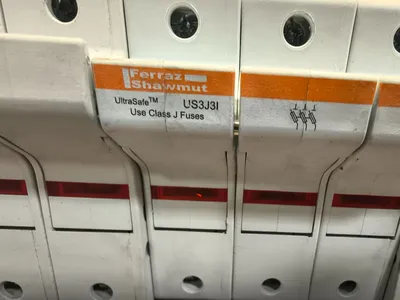 Ferraz
Shawmut
UltraSafe™ US3J3I
Use Class J Fuses